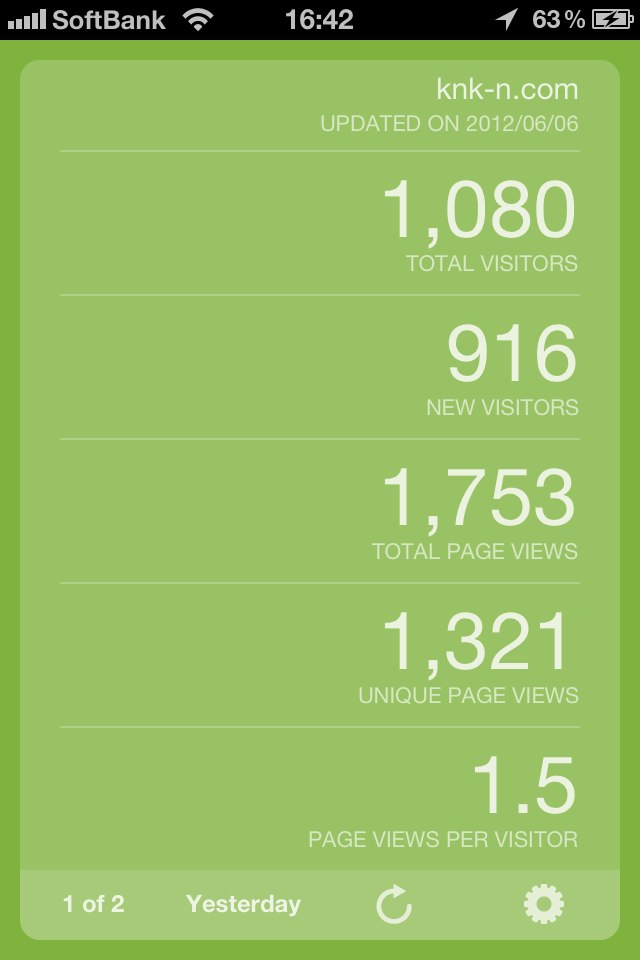 SoftBank 16:42 63%
knk-n.com
UPDATED ON 2012/06/06
1,080
TOTAL VISITORS
916
NEW VISITORS
1,753
TOTAL PAGE VIEWS
1,321
UNIQUE PAGE VIEWS
1.5
PAGE VIEWS PER VISITOR
1 of 2 Yesterday